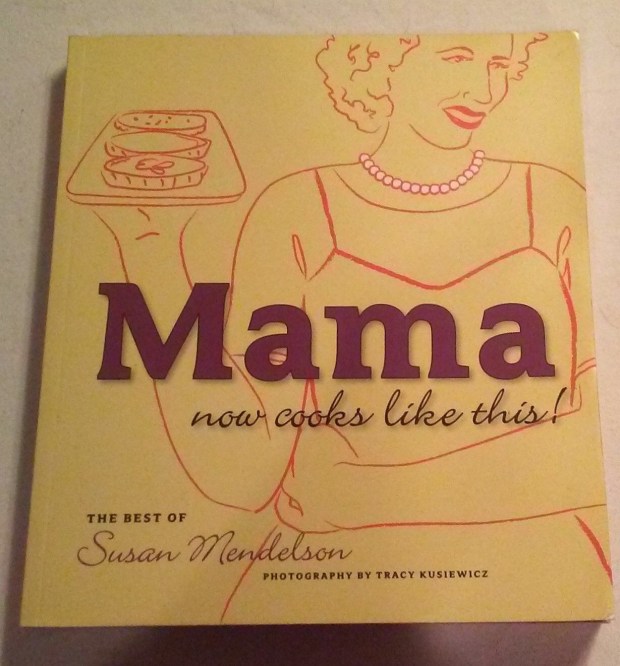 Mama
now cooks like this!
THE BEST OF
Susan Mendelson
PHOTOGRAPHY BY TRACY KUSIEWICZ